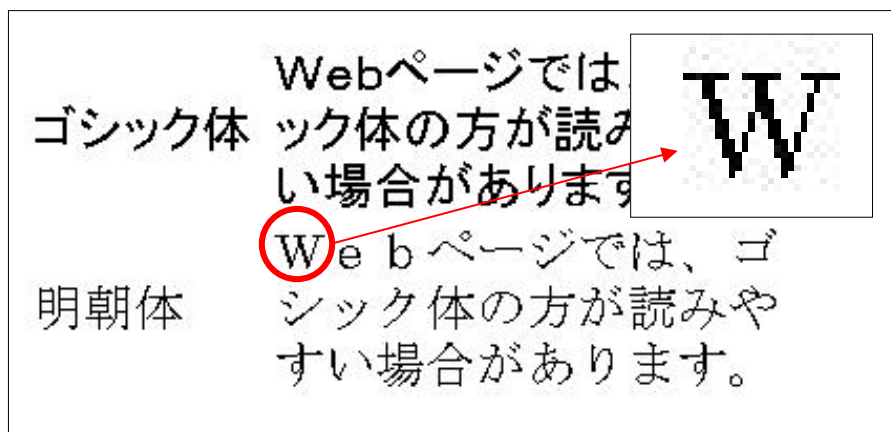 Webページでは、
ゴシック体 ック体の方が読み
い場合があります
Webページでは、ゴ
明朝体 シック体の方が読みや
すい場合があります。
W